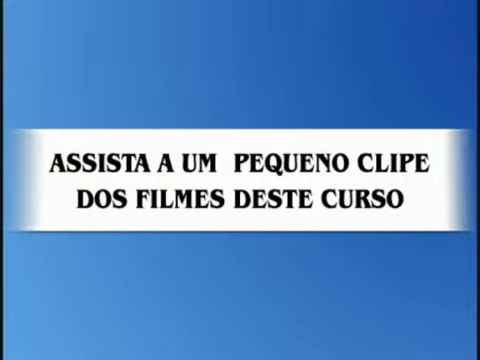 ASSISTA A UM PEQUENO CLIPE
DOS FILMES DESTE CURSO